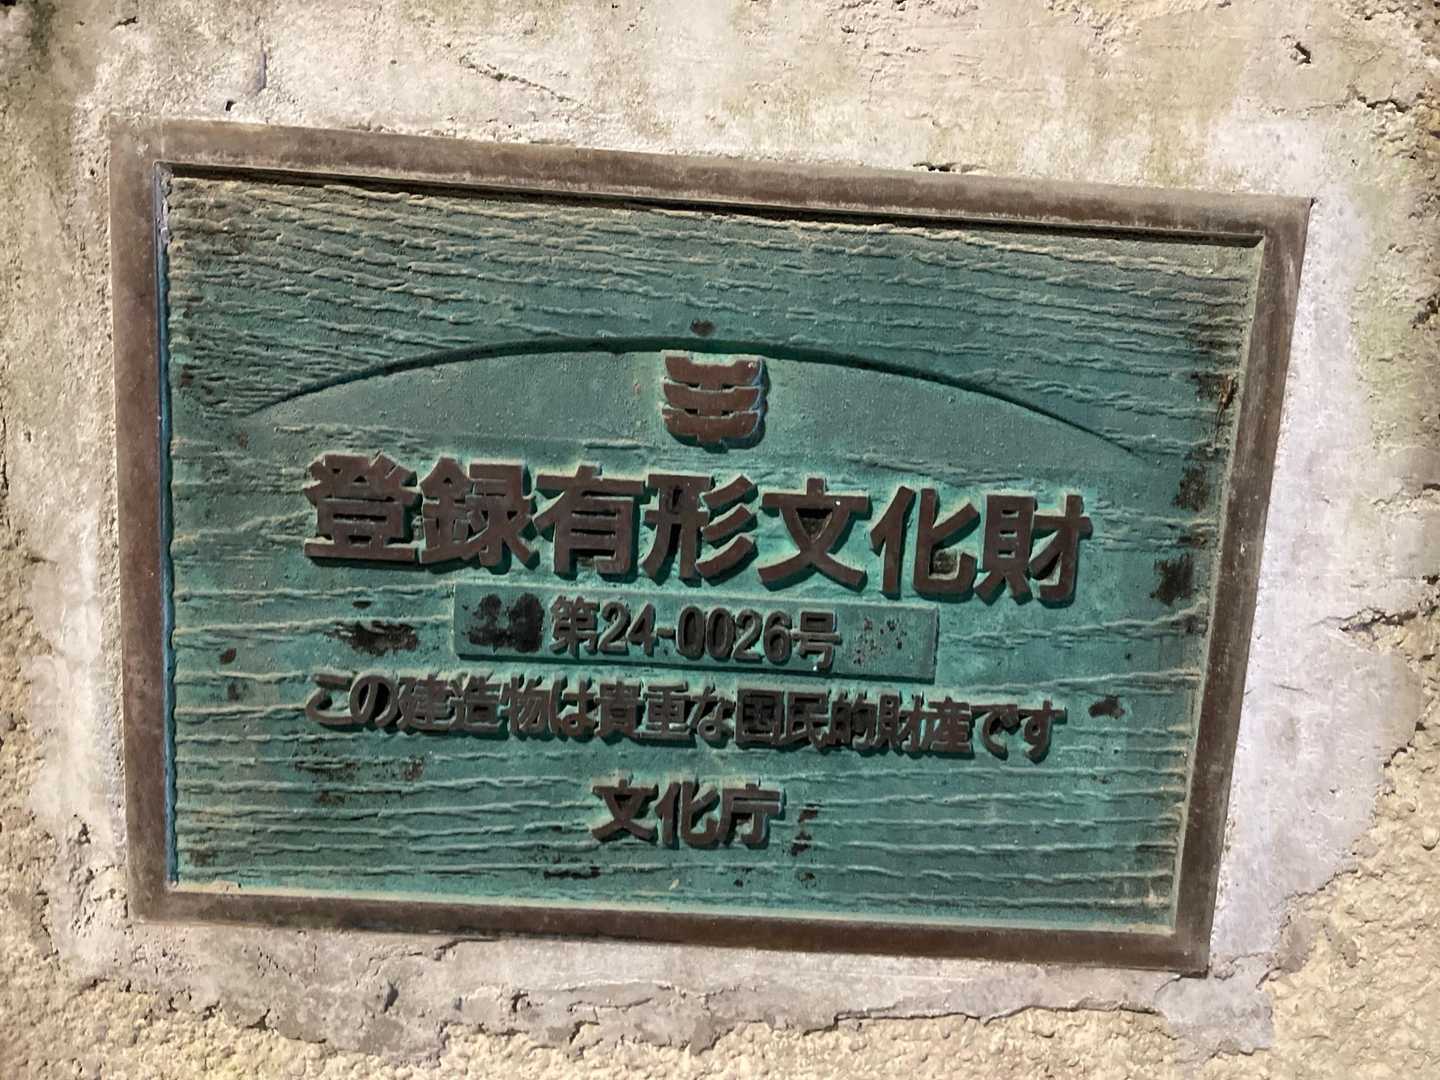 登録有形文化財
第24-0026号
この建造物は貴重な国民的財産です
文化庁